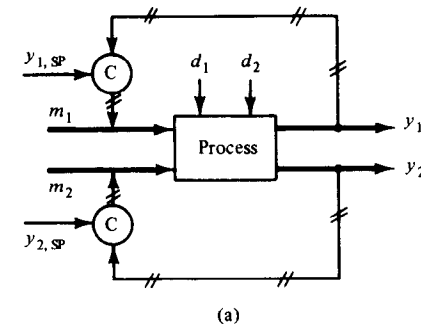 y1, SP
C
d1 d2
m1
y1
Process
y2
m2
C
y2, SP
(a)